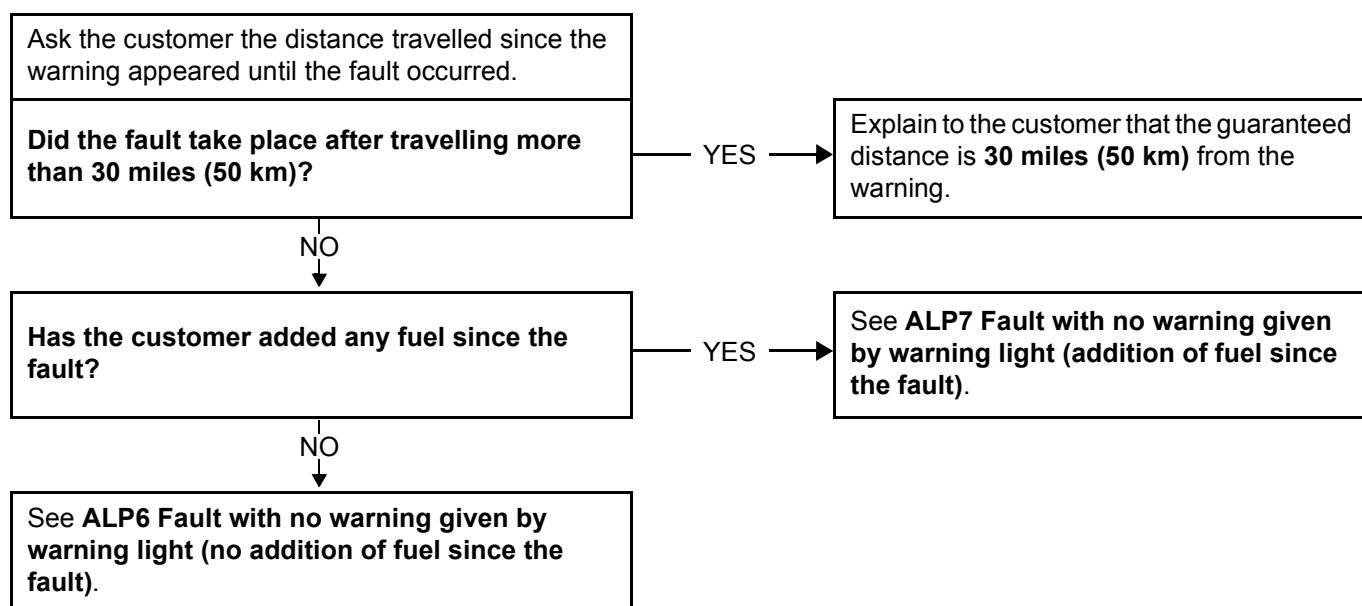 Ask the customer the distance travelled since the
warning appeared until the fault occurred.
Did the fault take place after travelling more
than 30 miles (50 km)?
YES
Explain to the customer that the guaranteed
distance is 30 miles (50 km) from the
warning.
NO
Has the customer added any fuel since the
fault?
YES
See ALP7 Fault with no warning given
by warning light (addition of fuel since
the fault).
NO
See ALP6 Fault with no warning given by
warning light (no addition of fuel since the
fault).